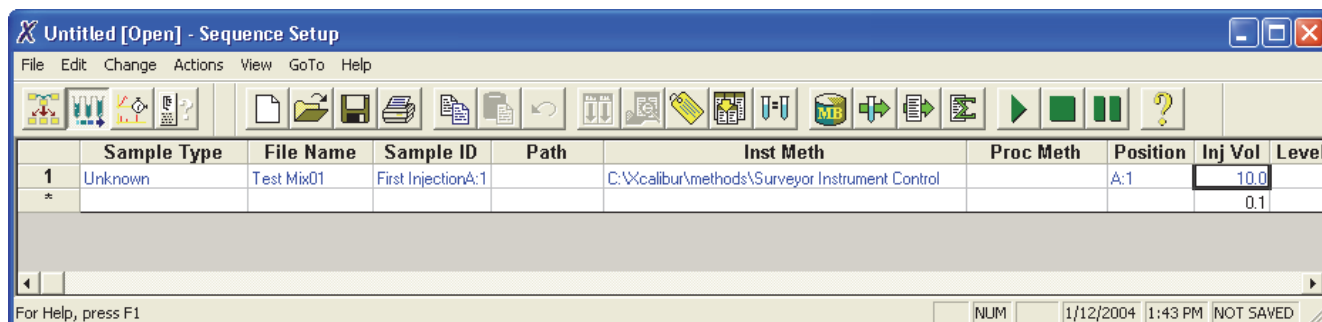 Untitled [Open] - Sequence Setup
File Edit Change Actions View GoTo Help
MB
Sample Type File Name Sample ID Path Inst Meth Proc Meth Position Inj Vol Leve
1 Unknown Test Mix01 First InjectionA:1 C:\Xcalibur\methods\Surveyor Instrument Control A:1 10.0
* 0.1
For Help, press F1 NUM 1/12/2004 1:43 PM NOT SAVED